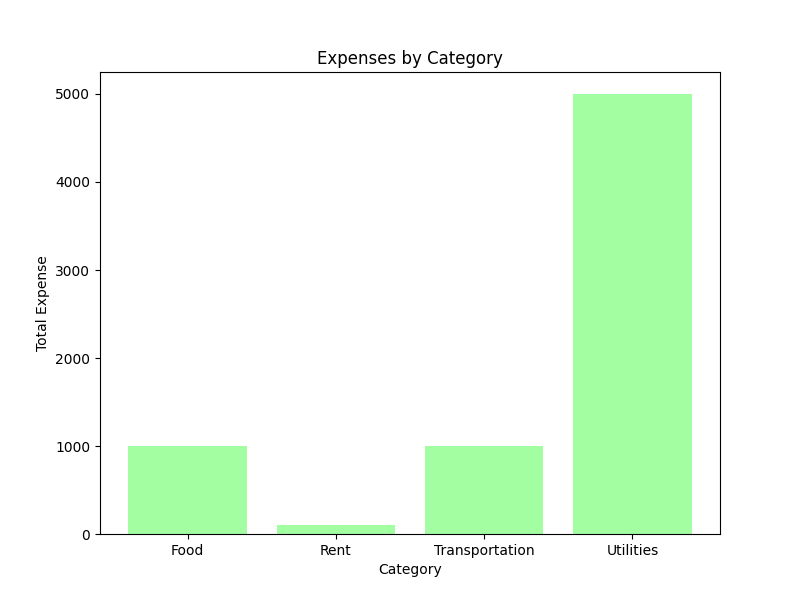 Expenses by Category
Total Expense
5000
4000
3000
2000
1000
0
Food Rent Transportation Utilities
Category